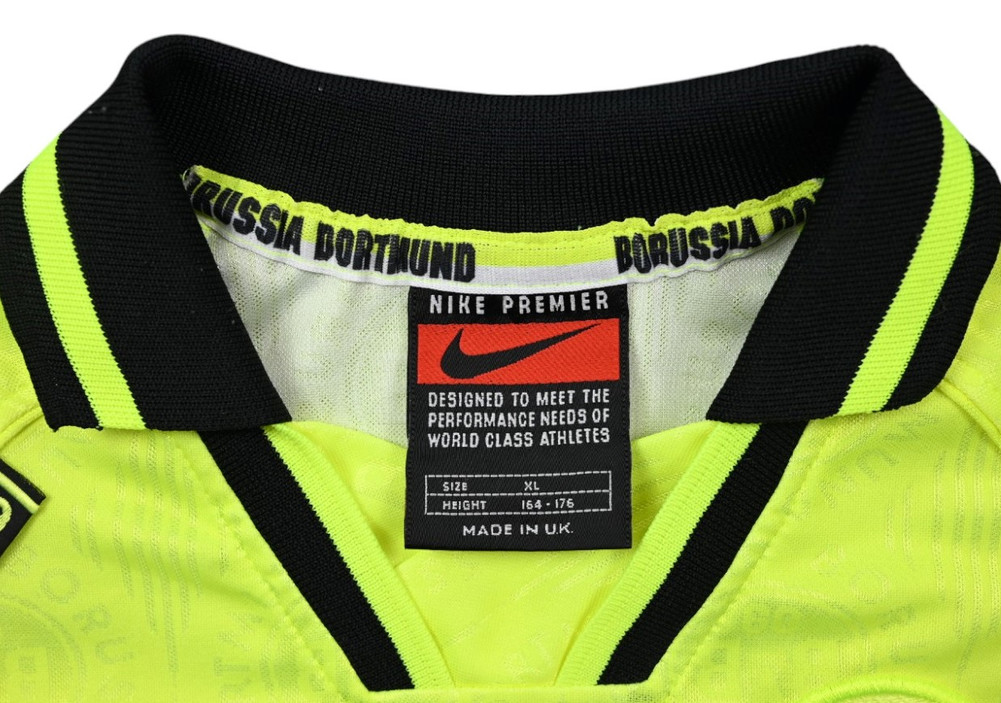 BORUSSIA DORTMUND
BORUSSIA
NIKE PREMIER
DESIGNED TO MEET THE
PERFORMANCE NEEDS OF
WORLD CLASS ATHLETES
SIZE XL
HEIGHT 164 - 176
MADE IN U.K.